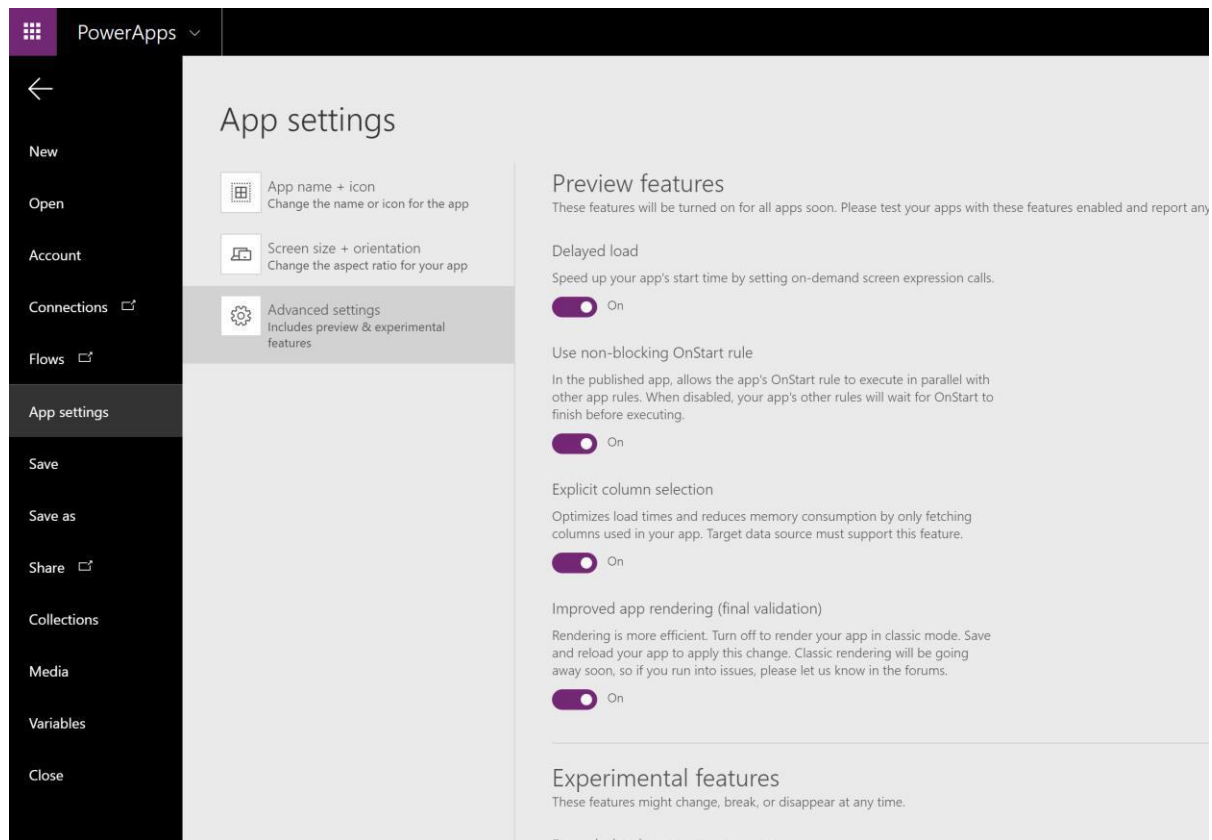 PowerApps
New
Open
Account
Connections
Flows
App settings
Save
Save as
Share
Collections
Media
Variables
Close
App settings
App name + icon
Change the name or icon for the app
Screen size + orientation
Change the aspect ratio for your app
Advanced settings
Includes preview & experimental
features
Preview features
These features will be turned on for all apps soon. Please test your apps with these features enabled and report any
Delayed load
Speed up your app's start time by setting on-demand screen expression calls.
On
Use non-blocking OnStart rule
In the published app, allows the app's OnStart rule to execute in parallel with
other app rules. When disabled, your app's other rules will wait for OnStart to
finish before executing.
On
Explicit column selection
Optimizes load times and reduces memory consumption by only fetching
columns used in your app. Target data source must support this feature.
On
Improved app rendering (final validation)
Rendering is more efficient. Turn off to render your app in classic mode. Save
and reload your app to apply this change. Classic rendering will be going
away soon, so if you run into issues, please let us know in the forums.
On
Experimental features
These features might change, break, or disappear at any time.